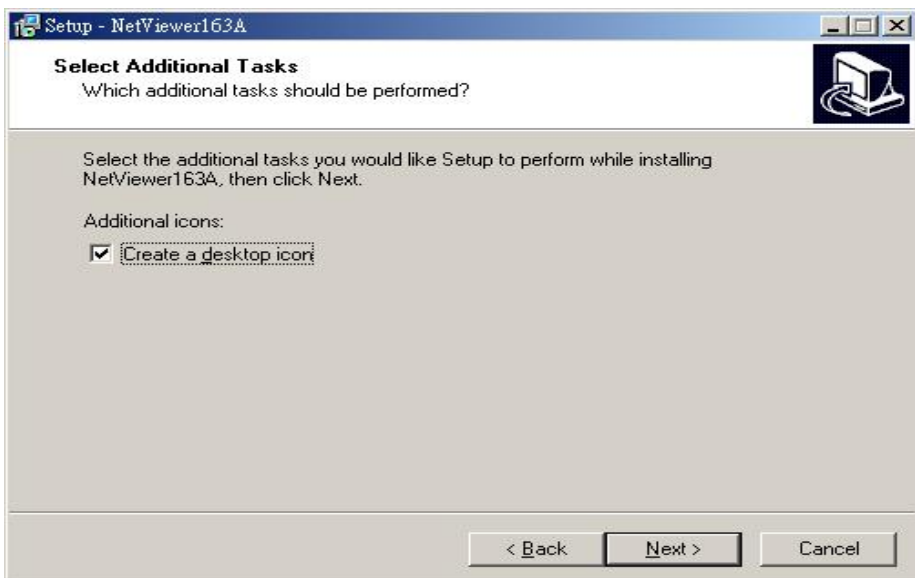 Setup - NetViewer163A
Select Additional Tasks
Which additional tasks should be performed?
Select the additional tasks you would like Setup to perform while installing
NetViewer163A, then click Next.
Additional icons:
Create a desktop icon
< Back
Next >
Cancel